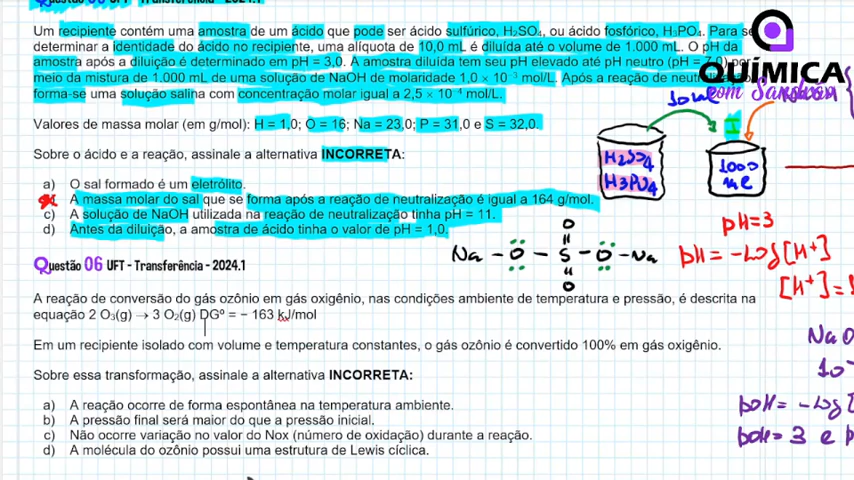 Questão 06 UFT - Transferência - 2024.1
Um recipiente contém uma amostra de um ácido que pode ser ácido sulfúrico, H₂SO₄, ou ácido fosfórico, H₃PO₄. Para se
determinar a identidade do ácido no recipiente, uma alíquota de 10,0 mL é diluída até o volume de 1.000 mL. O pH da
amostra após a diluição é determinado em pH = 3,0. A amostra diluída tem seu pH elevado até pH neutro (pH = 7,0) por
meio da mistura de 1.000 mL de uma solução de NaOH de molaridade 1,0 × 10⁻³ mol/L. Após a reação de
forma-se uma solução salina com concentração molar igual a 2,5 × 10⁻⁴ mol/L.
QUÍMICA
com Sandron
Valores de massa molar (em g/mol): H = 1,0; O = 16; Na = 23,0; P = 31,0 e S = 32,0.
10 mL
I
Sobre o ácido e a reação, assinale a alternativa INCORRETA:
H2SO4
H3PO4
1000
mL
a) O sal formado é um eletrólito.
A massa molar do sal que se forma após a reação de neutralização é igual a 164 g/mol.
c) A solução de NaOH utilizada na reação de neutralização tinha pH = 11.
d) Antes da diluição, a amostra de ácido tinha o valor de pH = 1,0.
O
Na - O - S - O - Na
O
pH=3
pH = -LOG[H+]
[H+] =
Questão 06 UFT - Transferência - 2024.1
A reação de conversão do gás ozônio em gás oxigênio, nas condições ambiente de temperatura e pressão, é descrita na
equação 2 O₃(g) → 3 O₂(g) DGº = − 163 kJ/mol
Em um recipiente isolado com volume e temperatura constantes, o gás ozônio é convertido 100% em gás oxigênio.
Sobre essa transformação, assinale a alternativa INCORRETA:
a) A reação ocorre de forma espontânea na temperatura ambiente.
b) A pressão final será maior do que a pressão inicial.
c) Não ocorre variação no valor do Nox (número de oxidação) durante a reação.
d) A molécula do ozônio possui uma estrutura de Lewis cíclica.
Na O
10
pOH = -LOG[
pOH = 3 e p